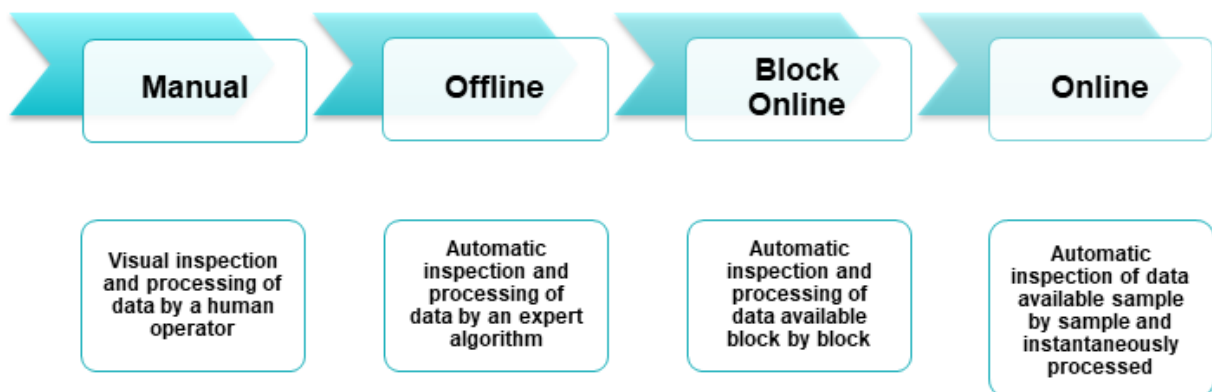 Manual
Offline
Block
Online
Online
Visual inspection
and processing of
data by a human
operator
Automatic
inspection and
processing of
data by an expert
algorithm
Automatic
inspection and
processing of
data available
block by block
Automatic
inspection of data
available sample
by sample and
instantaneously
processed